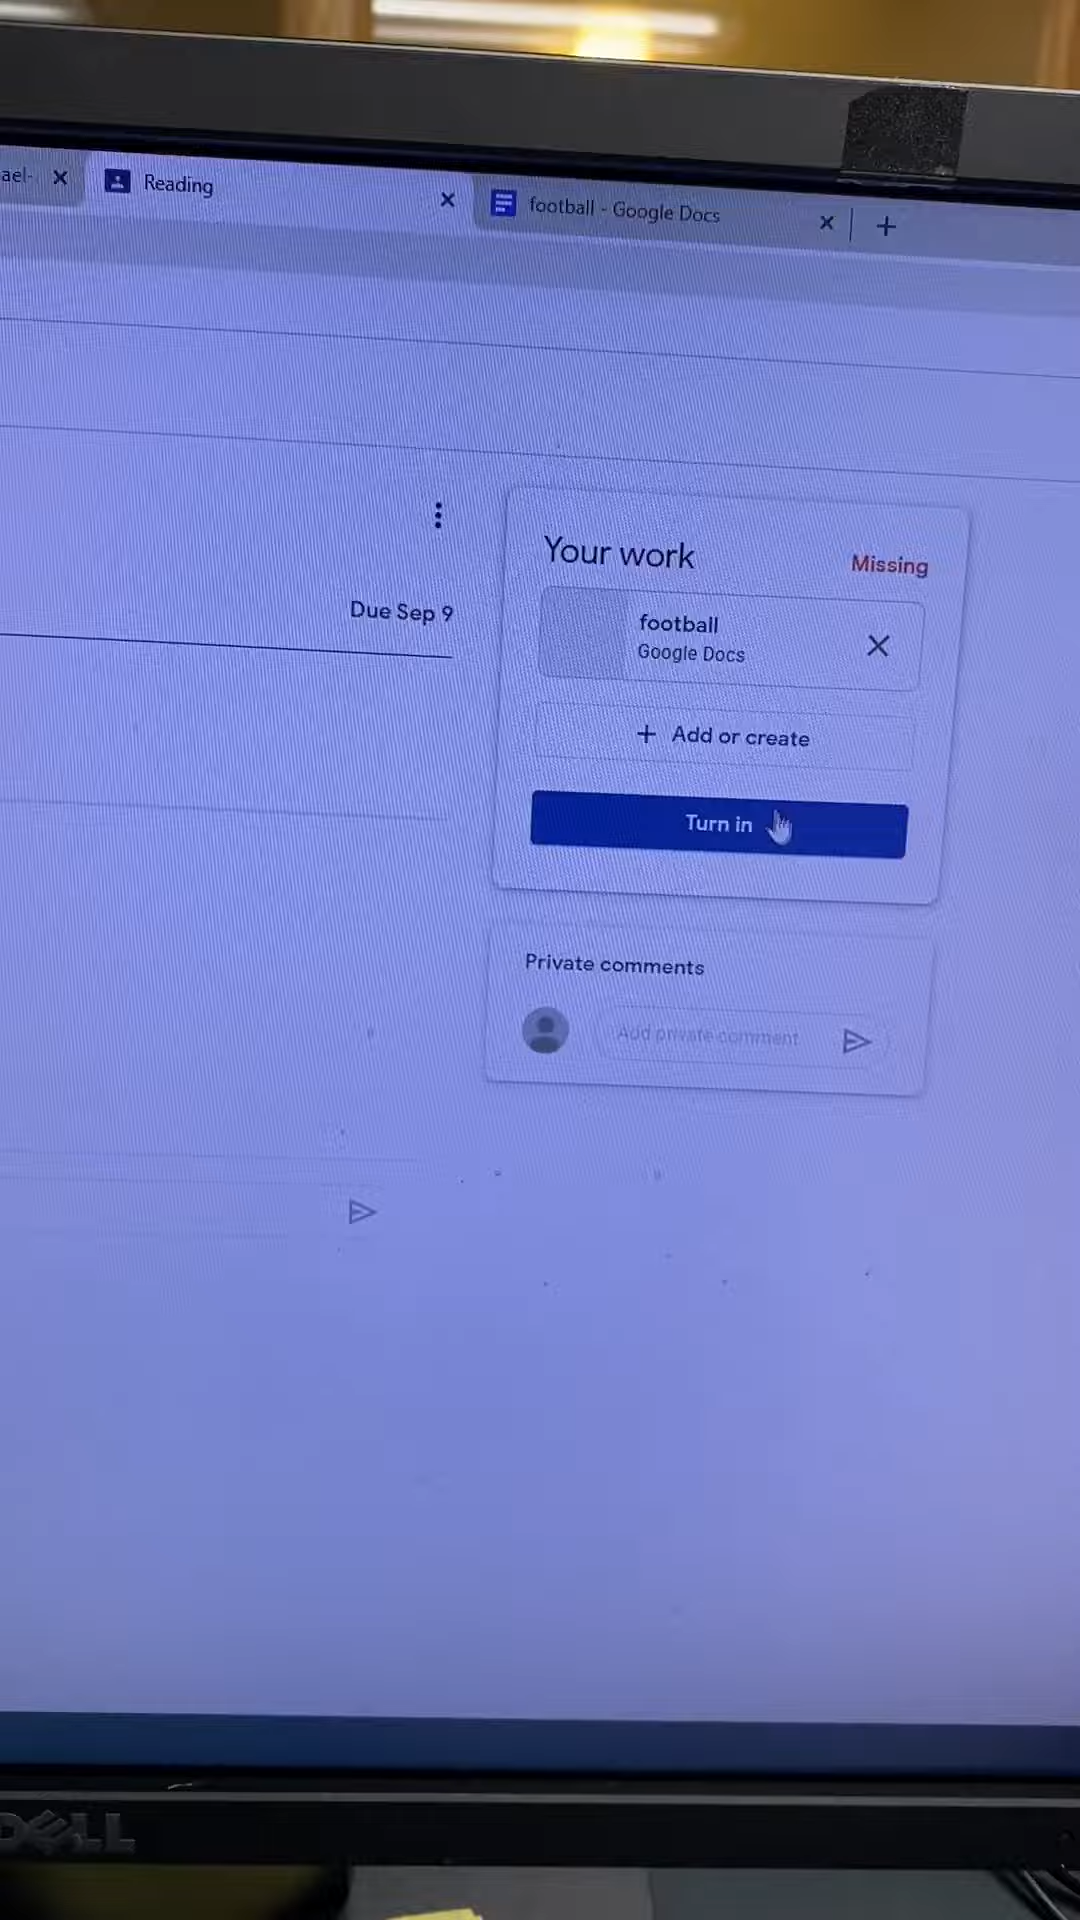 ael-
Reading
football - Google Docs
Your work
Missing
Due Sep 9
football
Google Docs
+ Add or create
Turn in
Private comments
Add private comment
DELL